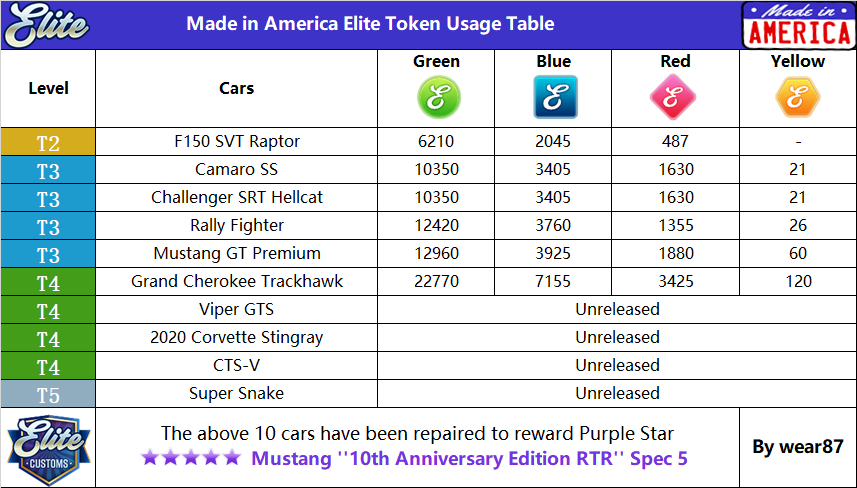 Elite Made in America Elite Token Usage Table Made in AMERICA
Level Cars Green Blue Red Yellow
E E E E
T2 F150 SVT Raptor 6210 2045 487 -
T3 Camaro SS 10350 3405 1630 21
T3 Challenger SRT Hellcat 10350 3405 1630 21
T3 Rally Fighter 12420 3760 1355 26
T3 Mustang GT Premium 12960 3925 1880 60
T4 Grand Cherokee Trackhawk 22770 7155 3425 120
T4 Viper GTS Unreleased
T4 2020 Corvette Stingray Unreleased
T4 CTS-V Unreleased
T5 Super Snake Unreleased
Elite CUSTOMS
The above 10 cars have been repaired to reward Purple Star
★★★★★ Mustang ''10th Anniversary Edition RTR'' Spec 5
By wear87